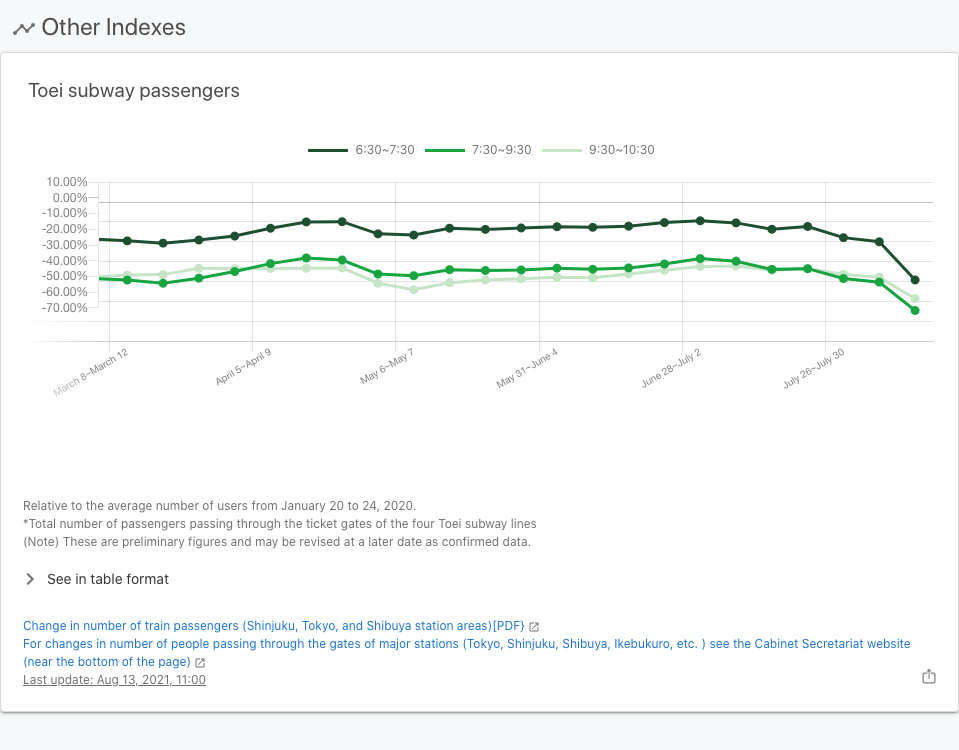 Other Indexes
Toei subway passengers
6:30~7:30 7:30~9:30 9:30~10:30
10.00%
0.00%
-10.00%
-20.00%
-30.00%
-40.00%
-50.00%
-60.00%
-70.00%
March 8~March 12
April 5~April 9
May 6~May 7
May 31~June 4
June 28~July 2
July 26~July 30
Relative to the average number of users from January 20 to 24, 2020.
*Total number of passengers passing through the ticket gates of the four Toei subway lines
(Note) These are preliminary figures and may be revised at a later date as confirmed data.
See in table format
Change in number of train passengers (Shinjuku, Tokyo, and Shibuya station areas)[PDF}
For changes in number of people passing through the gates of major stations (Tokyo, Shinjuku, Shibuya, Ikebukuro, etc. ) see the Cabinet Secretariat website
(near the bottom of the page)
Last update: Aug 13, 2021, 11:00